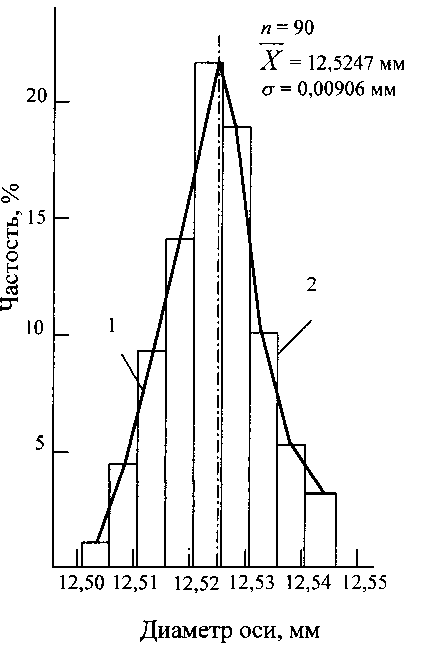 n = 90
X = 12,5247 мм
σ = 0,00906 мм
Частость, %
20
15
10
5
1
2
12,50 12,51 12,52 12,53 12,54 12,55
Диаметр оси, мм